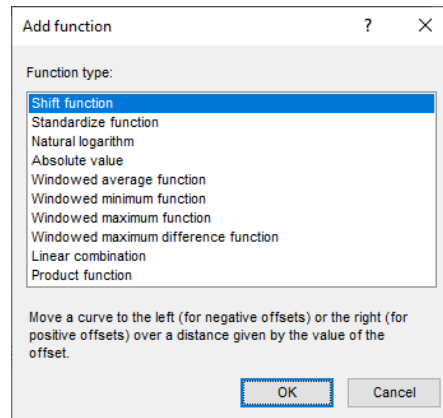 Add function ? ×
Function type:
Shift function
Standardize function
Natural logarithm
Absolute value
Windowed average function
Windowed minimum function
Windowed maximum function
Windowed maximum difference function
Linear combination
Product function
Move a curve to the left (for negative offsets) or the right (for
positive offsets) over a distance given by the value of the
offset.
OK Cancel